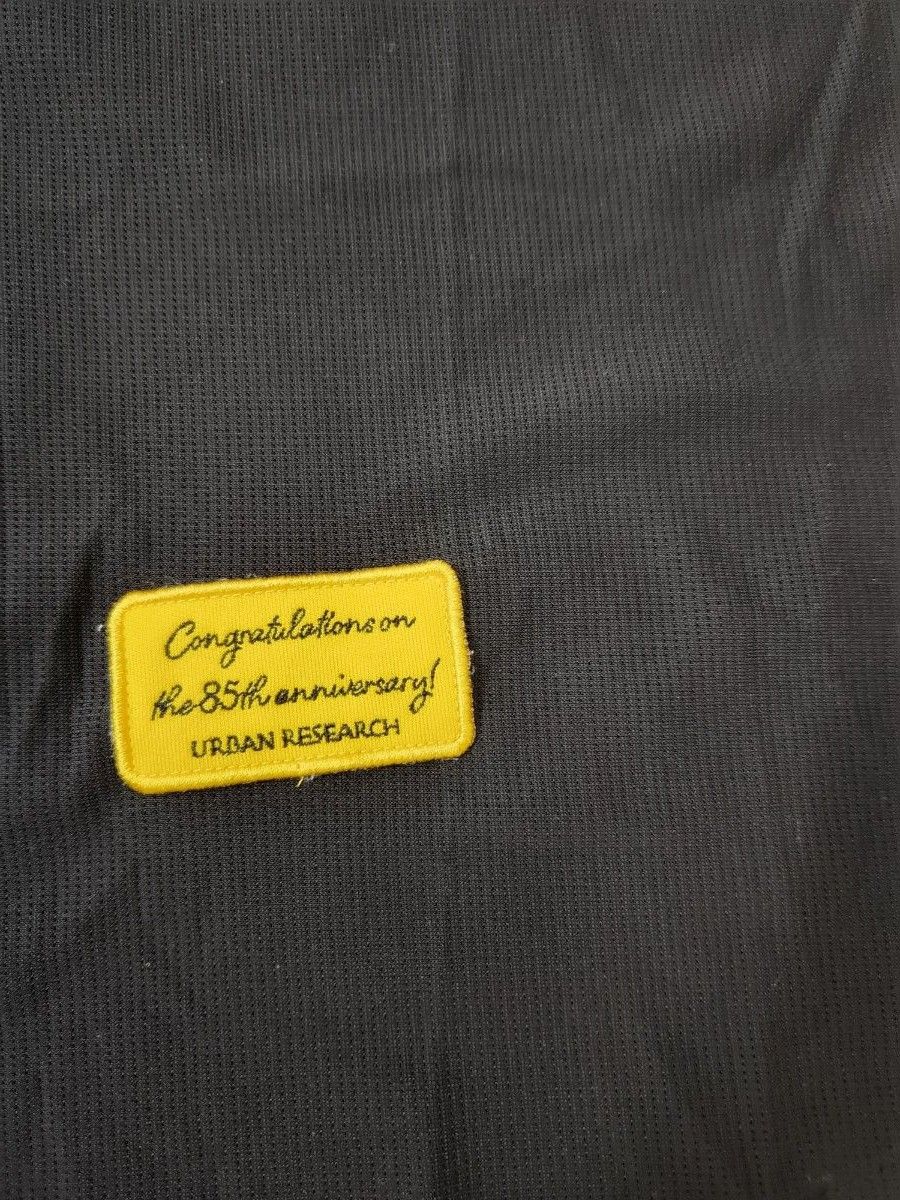 Congratulations on
the 85th anniversary!
URBAN RESEARCH